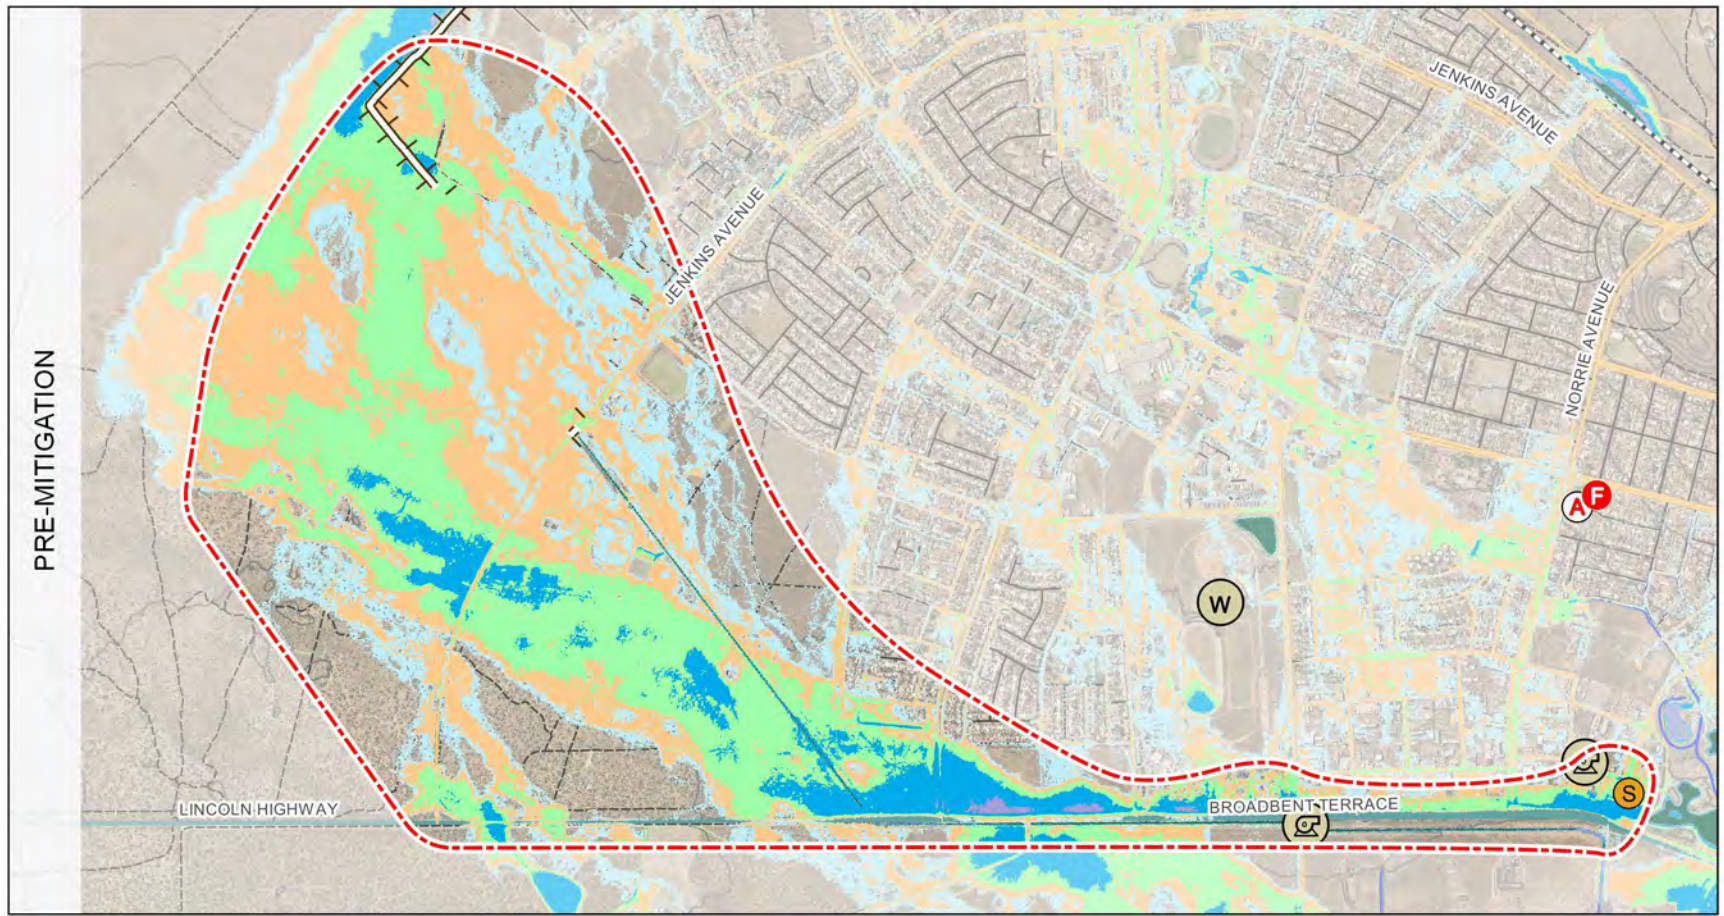 PRE-MITIGATION
JENKINS AVENUE
JENKINS AVENUE
NORRIE AVENUE
A F
W
S
BROADBENT TERRACE
LINCOLN HIGHWAY